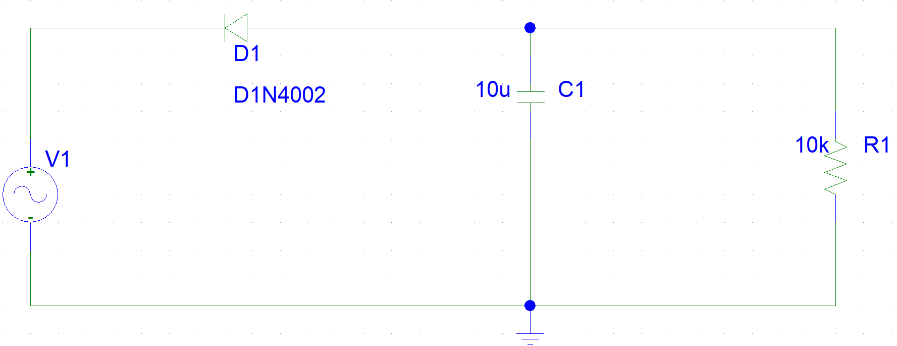 D1
D1N4002
10u C1
V1
+
10k R1
-